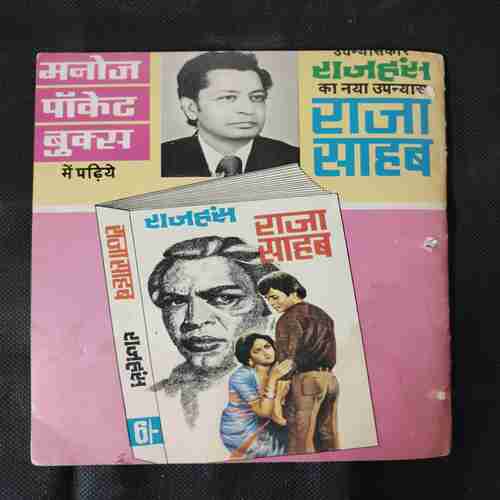 मनोज
पॉकेट
बुक्स
में पढ़िये
उपन्यासकार
राजहंस
का नया उपन्यास
राजा
साहब
राजहंस
राजा
साहब
राजा साहब
राजहंस
6/-